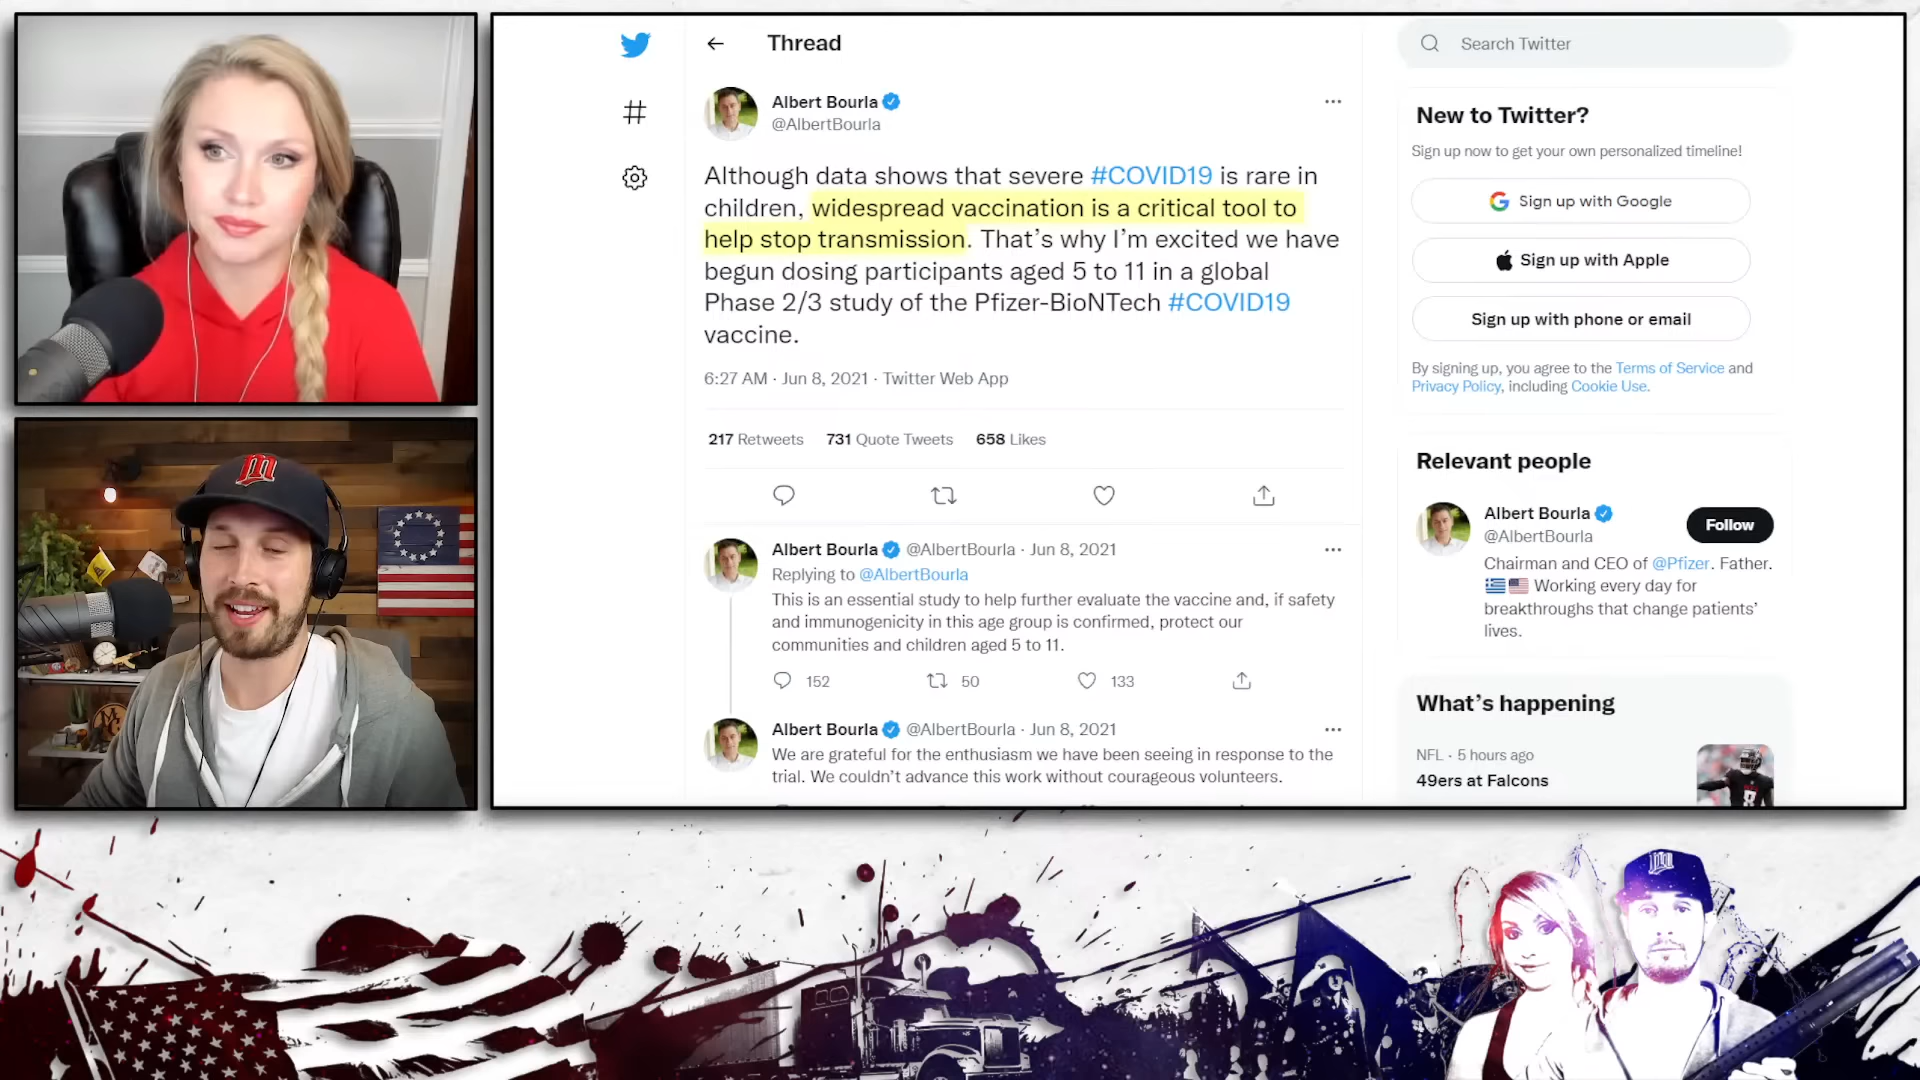 Thread
Search Twitter
Albert Bourla
@AlbertBourla
Although data shows that severe #COVID19 is rare in
children, widespread vaccination is a critical tool to
help stop transmission. That's why I'm excited we have
begun dosing participants aged 5 to 11 in a global
Phase 2/3 study of the Pfizer-BioNTech #COVID19
vaccine.
6:27 AM · Jun 8, 2021 · Twitter Web App
217 Retweets 731 Quote Tweets 658 Likes
Albert Bourla @AlbertBourla · Jun 8, 2021
Replying to @AlbertBourla
This is an essential study to help further evaluate the vaccine and, if safety
and immunogenicity in this age group is confirmed, protect our
communities and children aged 5 to 11.
152 50 133
Albert Bourla @AlbertBourla · Jun 8, 2021
We are grateful for the enthusiasm we have been seeing in response to the
trial. We couldn't advance this work without courageous volunteers.
New to Twitter?
Sign up now to get your own personalized timeline!
Sign up with Google
Sign up with Apple
Sign up with phone or email
By signing up, you agree to the Terms of Service and
Privacy Policy, including Cookie Use.
Relevant people
Albert Bourla
@AlbertBourla
Follow
Chairman and CEO of @Pfizer. Father.
Working every day for
breakthroughs that change patients'
lives.
What's happening
NFL · 5 hours ago
49ers at Falcons
m